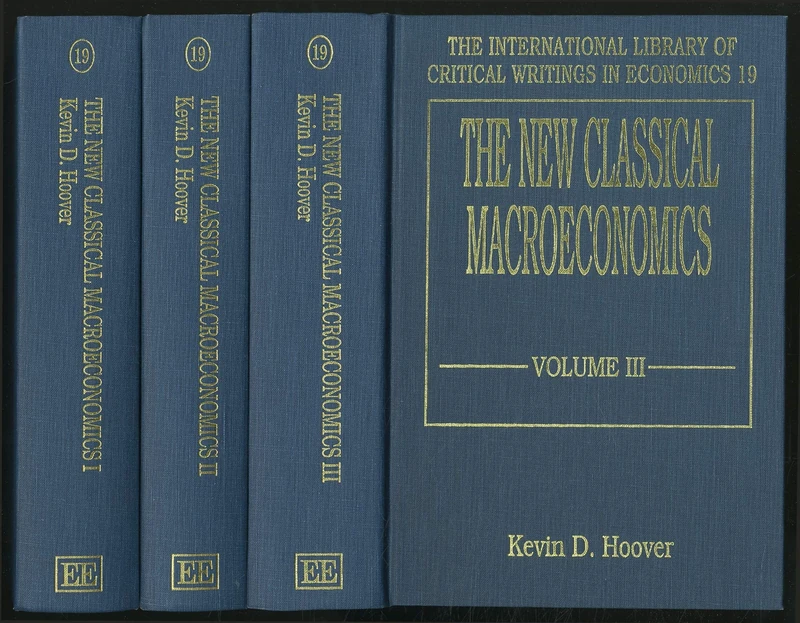 19
THE NEW CLASSICAL MACROECONOMICS I
Kevin D. Hoover
EE
19
THE NEW CLASSICAL MACROECONOMICS II
Kevin D. Hoover
EE
19
THE NEW CLASSICAL MACROECONOMICS III
Kevin D. Hoover
EE
THE INTERNATIONAL LIBRARY OF
CRITICAL WRITINGS IN ECONOMICS 19
THE NEW CLASSICAL
MACROECONOMICS
VOLUME III
Kevin D. Hoover